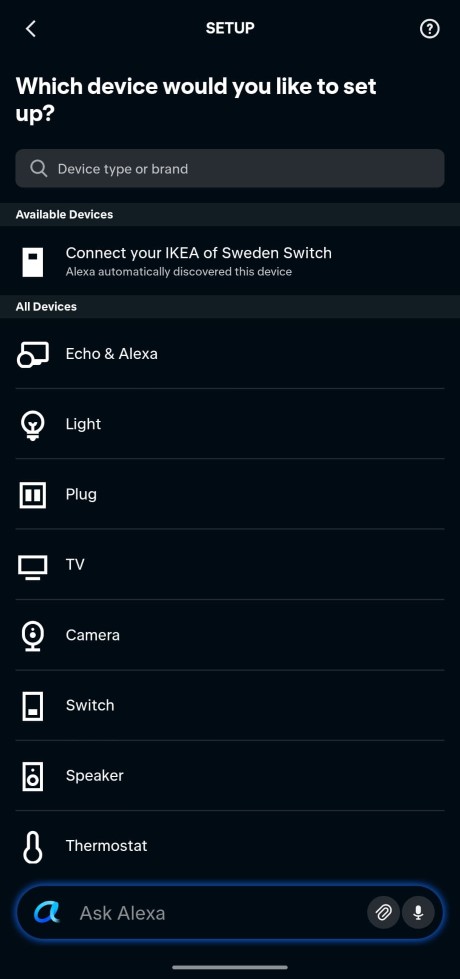 SETUP
Which device would you like to set
up?
Device type or brand
Available Devices
Connect your IKEA of Sweden Switch
Alexa automatically discovered this device
All Devices
Echo & Alexa
Light
Plug
TV
Camera
Switch
Speaker
Thermostat
Ask Alexa